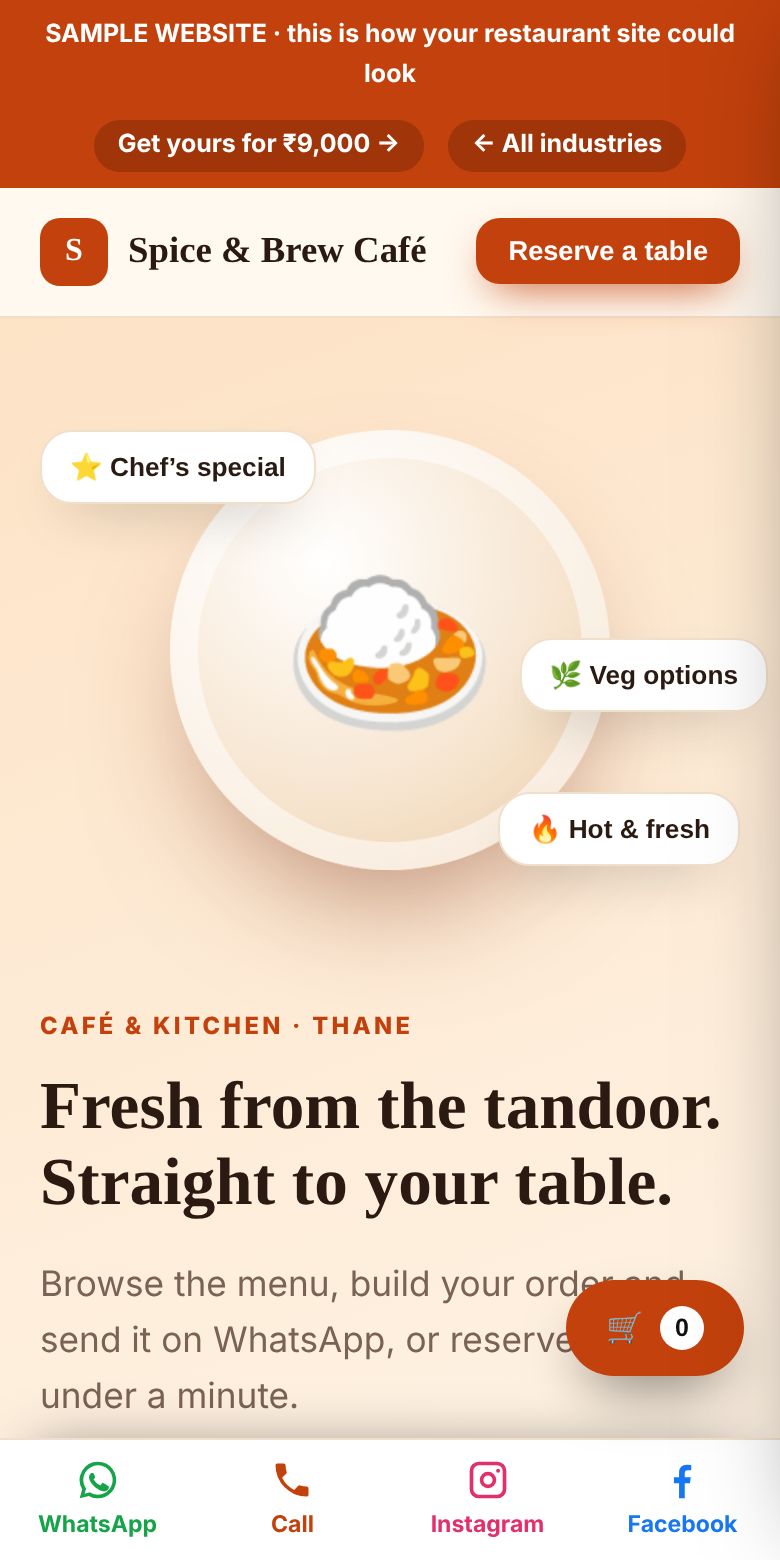 SAMPLE WEBSITE · this is how your restaurant site could
look
Get yours for ₹9,000 → ← All industries
S Spice & Brew Café Reserve a table
⭐ Chef’s special
🌿 Veg options
🔥 Hot & fresh
CAFÉ & KITCHEN · THANE
Fresh from the tandoor.
Straight to your table.
Browse the menu, build your order and
send it on WhatsApp, or reserve
under a minute.
🛒 0
WhatsApp Call Instagram Facebook